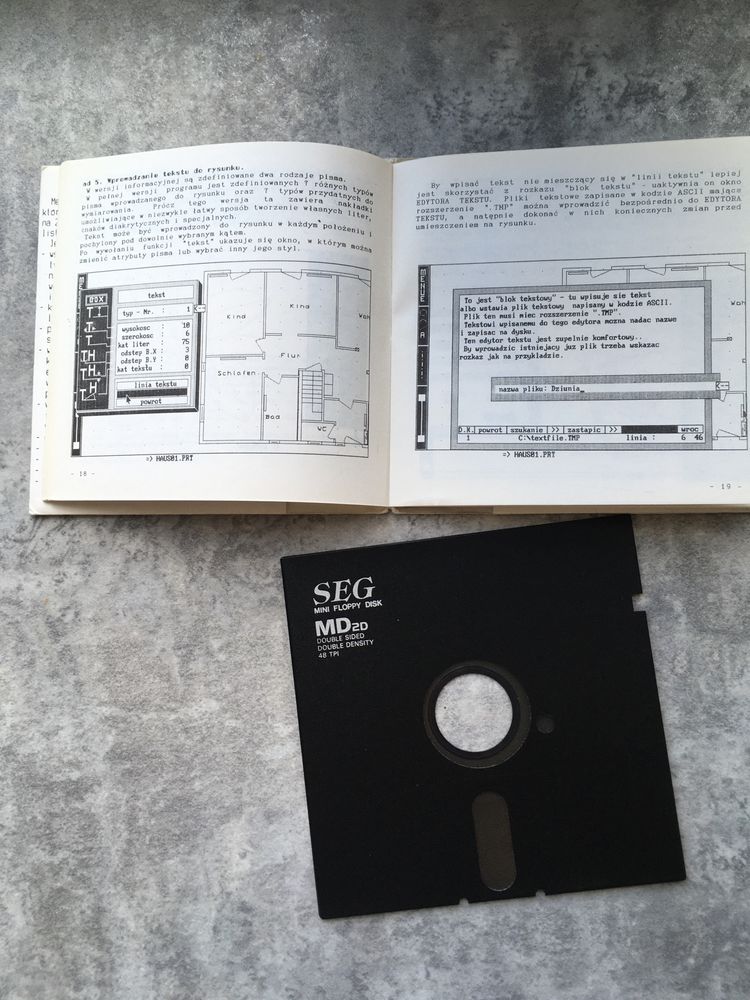 ad 5. Wprowadzanie tekstu do rysunku.
W wersji informacyjnej są zdefiniowane dwa rodzaje pisma.
W pełnej wersji programu jest zdefiniowanych 7 różnych typów
pisma wprowadzanego do rysunku oraz 7 typów przydatnych do
wymiarowania. Prócz tego wersja ta zawiera nakładki
umożliwiające w niezwykle łatwy sposób tworzenie własnych liter,
znaków diakrytycznych i specjalnych.
Tekst może być wprowadzony do rysunku w każdym położeniu i
pochylony pod dowolnie wybranym kątem.
Po wywołaniu funkcji "tekst" ukazuje się okno, w którym można
zmienić atrybuty pisma lub wybrać inny jego styl.
BOX
tekst
typ - Nr. : 1
wysokosc : 10
szerokosc : 6
kat liter : 75
odstep B.X : 3
odstep B.Y : 0
kat tekstu : 0
linia tekstu
powrot
Kind
Kind
Flur
Schlafen
Bad
WC
=> HAUS01.PRT
- 18 -
By wpisać tekst nie mieszczący się w "linii tekstu" lepiej
jest skorzystać z rozkazu "blok tekstu" - uaktywnia on okno
EDYTORA TEKSTU. Pliki tekstowe zapisane w kodzie ASCII mające
rozszerzenie ".TMP" można wprowadzić bezpośrednio do EDYTORA
TEKSTU, a natępnie dokonać w nich koniecznych zmian przed
umieszczeniem na rysunku.
MENUE
To jest "blok tekstowy" - tu wpisuje sie tekst
albo wstawia plik tekstowy napisany w kodzie ASCII.
Plik ten musi miec rozszerzenie ".TMP".
Tekstowi wpisanemu do tego edytora mozna nadac nazwe
i zapisac na dysku.
Ten edytor tekstu jest zupelnie komfortowy..
By wprowadzic istniejacy juz plik trzeba wskazac
rozkaz jak na przykladzie.
nazwa pliku: Dziunia_
D.K. powrot | szukanie | >> | zastapic | >> wroc
1 C:\textfile.TMP linia : 6 46
=> HAUS01.PRT
- 19 -
SEG
MINI FLOPPY DISK
MD2D
DOUBLE SIDED
DOUBLE DENSITY
48 TPI